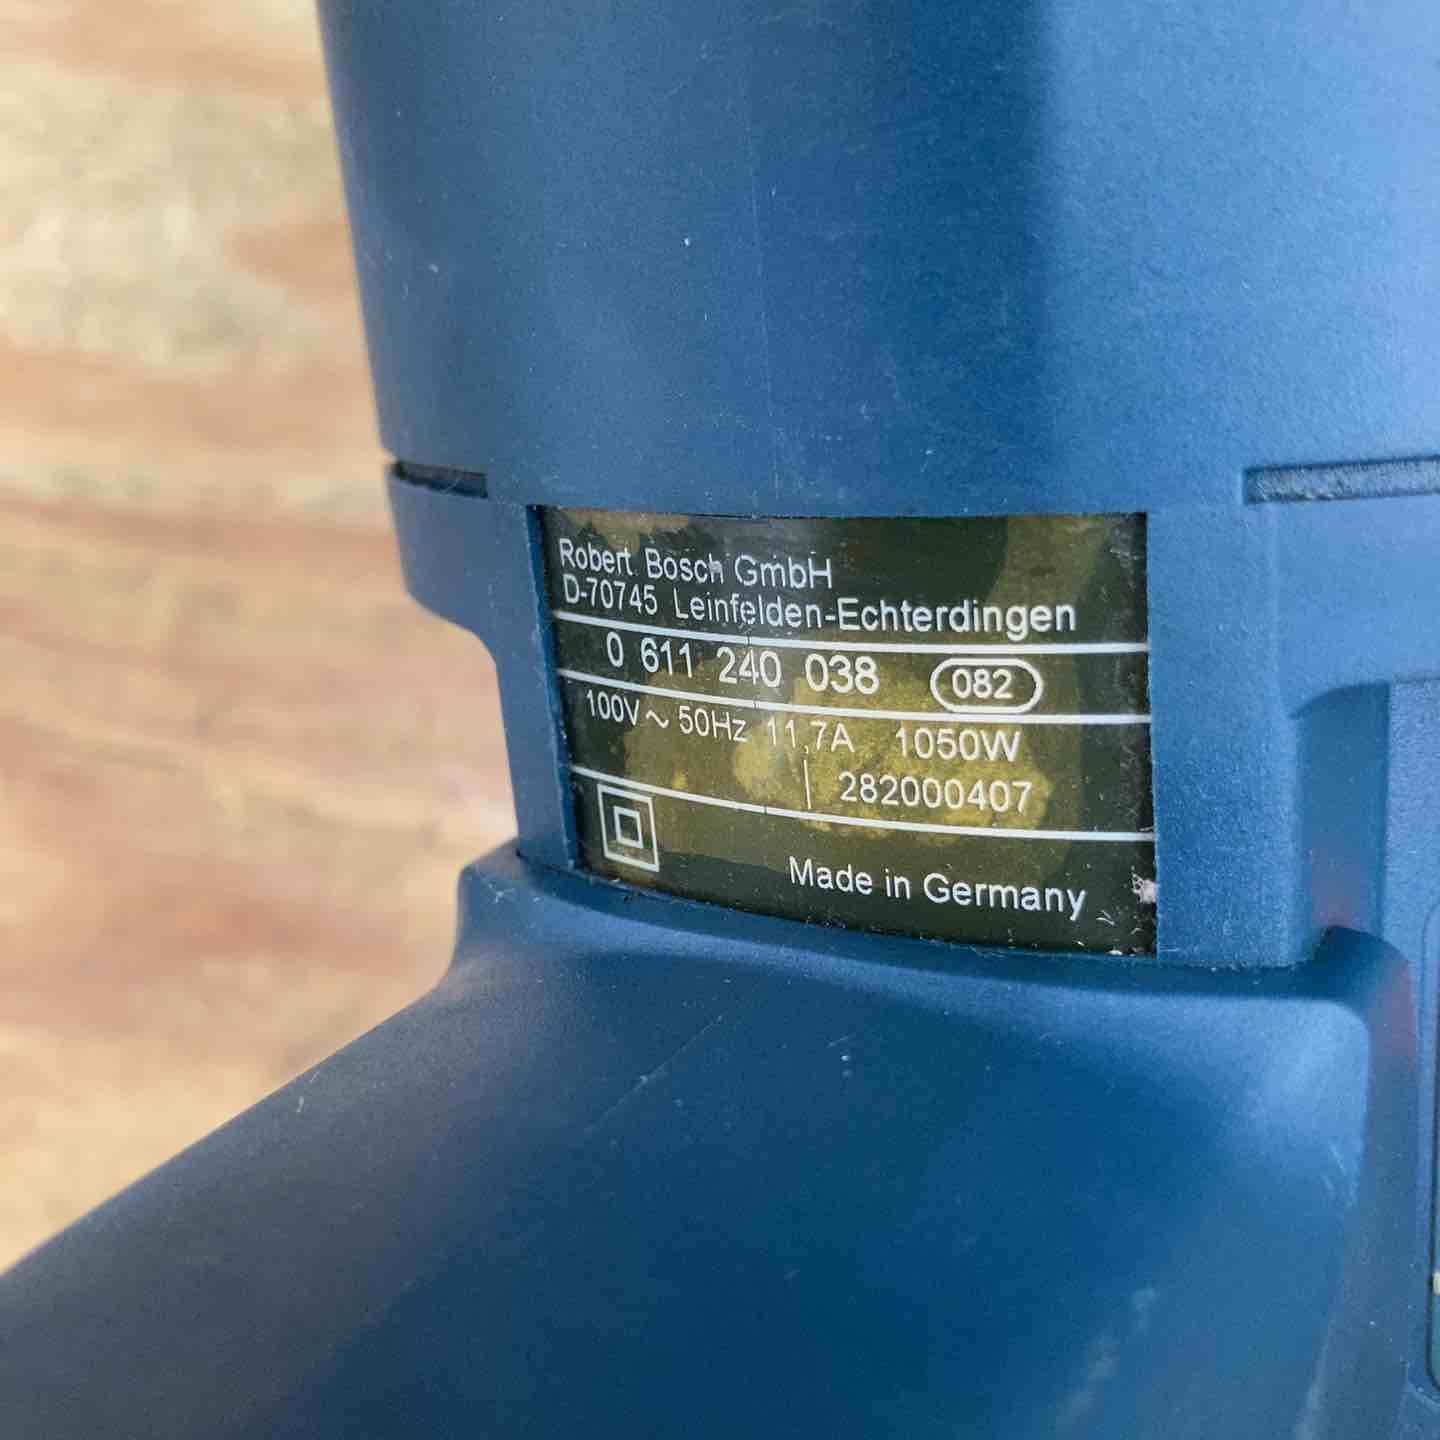 Robert Bosch GmbH
D-70745 Leinfelden-Echterdingen
0 611 240 038 082
100V ~ 50Hz 11,7A 1050W
282000407
Made in Germany